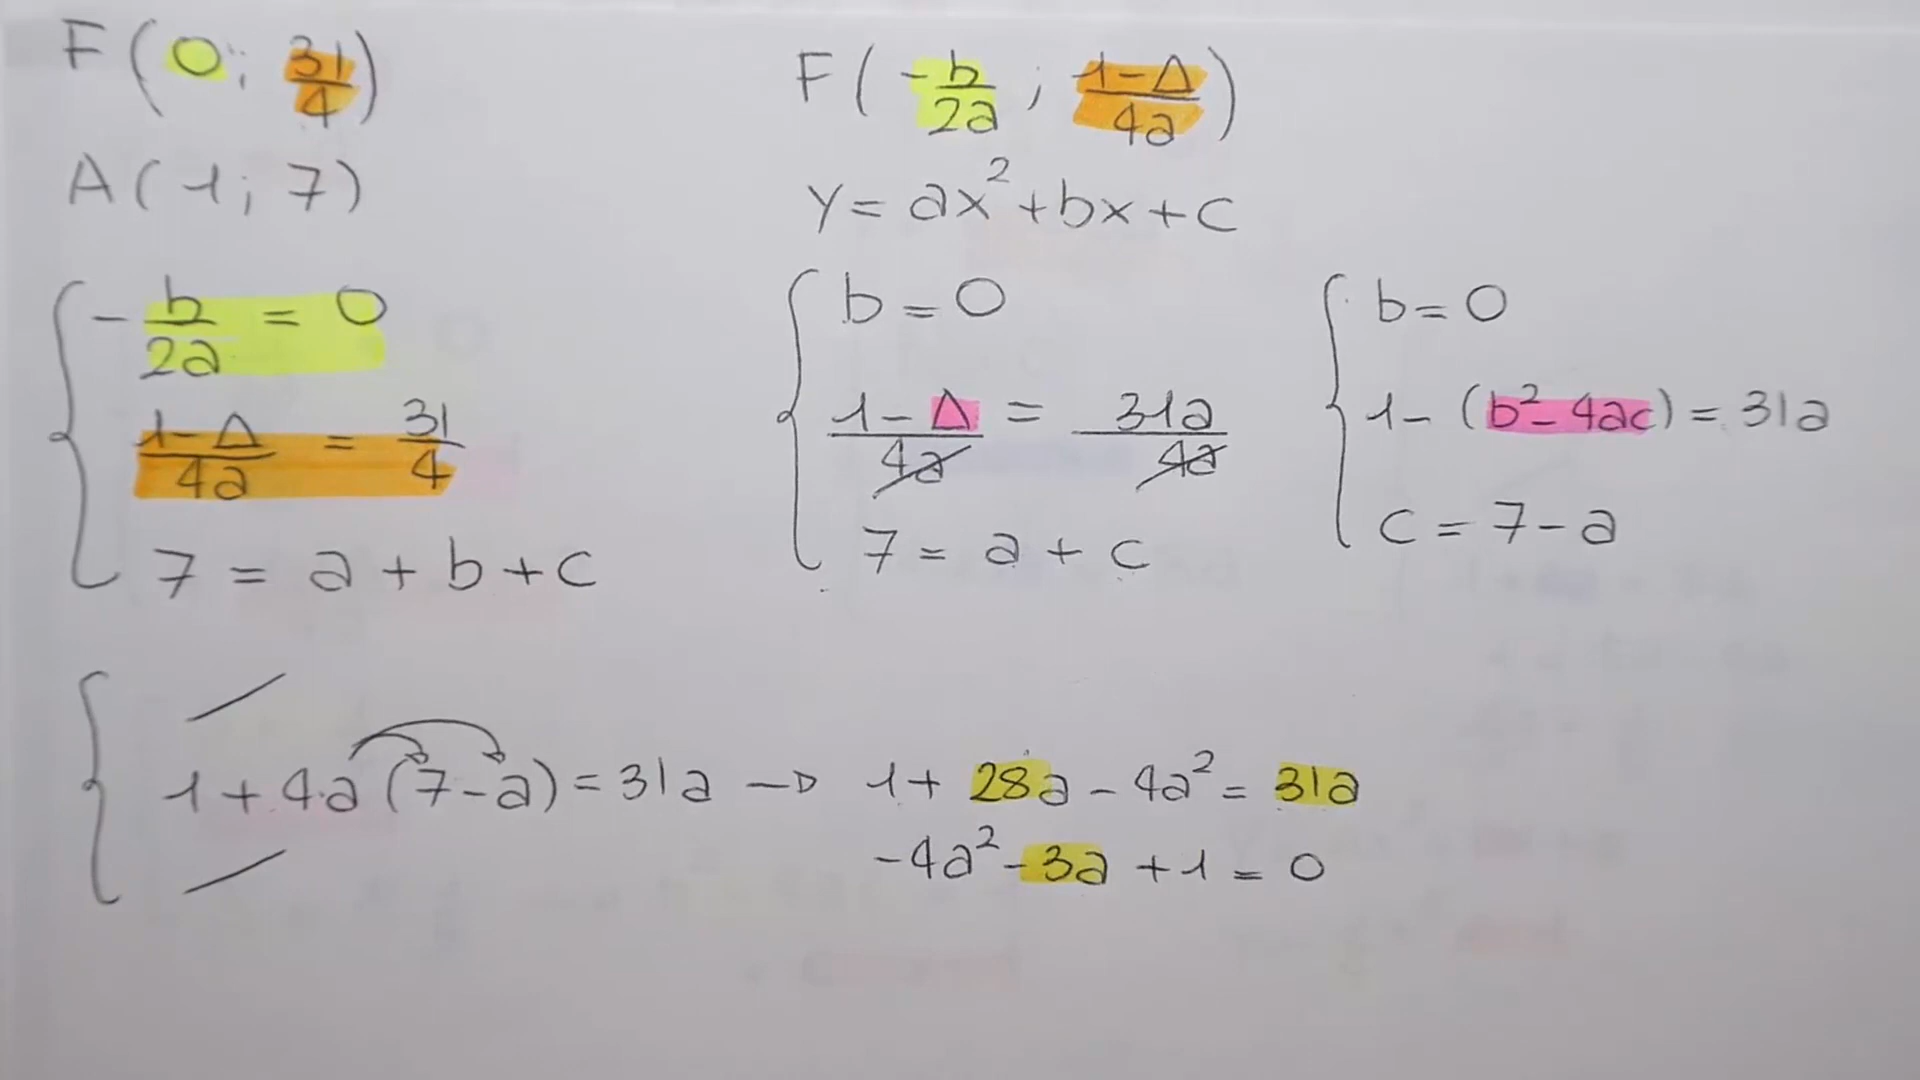 F(0; 31/4)
F(-b/2a; 1-Δ/4a)
A(1; 7)
y = ax²+bx+c
-b/2a = 0
1-Δ/4a = 31/4
7 = a + b + c
b = 0
1-Δ/4a = 31a/4a
7 = a + c
b = 0
1-(b²-4ac) = 31a
c = 7-a
1+4·a(7-a) = 31a → 1+28a-4a² = 31a
-4a²-3a+1 = 0